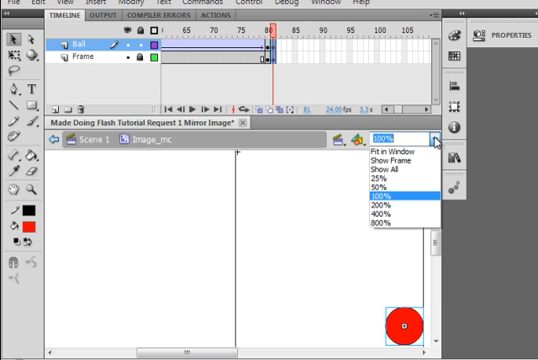 File Edit View Insert Modify Text Commands Control Debug Window Help
TIMELINE OUTPUT COMPILER ERRORS ACTIONS
65 70 75 80 85 90 95 100 105
Ball
Frame
81 24.00 fps 3.3 s
Made Doing Flash Tutorial Request 1 Mirror Image*
Scene 1 Image_mc 100%
Fit in Window
Show Frame
Show All
25%
50%
100%
200%
400%
800%
PROPERTIES
T